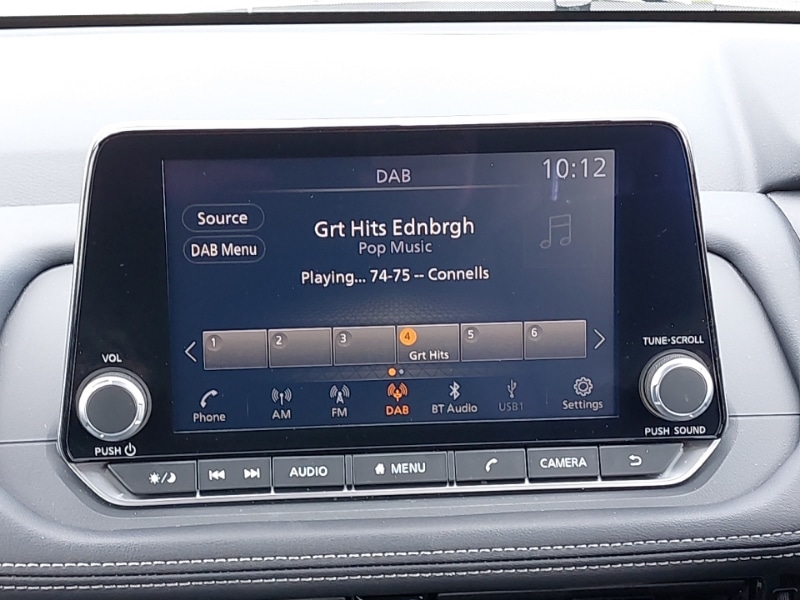 DAB
10:12
Source
Grt Hits Ednbrgh
DAB Menu
Pop Music
Playing... 74-75 -- Connells
1 2 3 4 5 6
Grt Hits
VOL
TUNE·SCROLL
Phone AM FM DAB BT Audio USB1 Settings
PUSH
PUSH SOUND
AUDIO MENU CAMERA